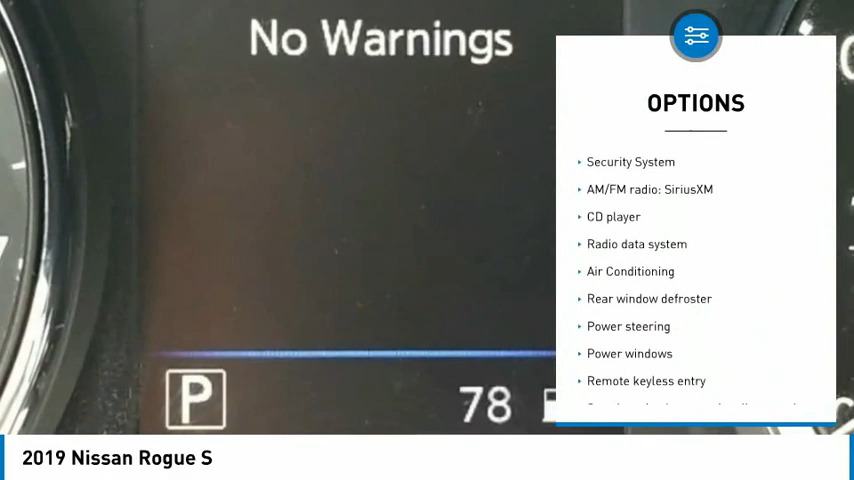 No Warnings
P
78
OPTIONS
Security System
AM/FM radio: SiriusXM
CD player
Radio data system
Air Conditioning
Rear window defroster
Power steering
Power windows
Remote keyless entry
2019 Nissan Rogue S